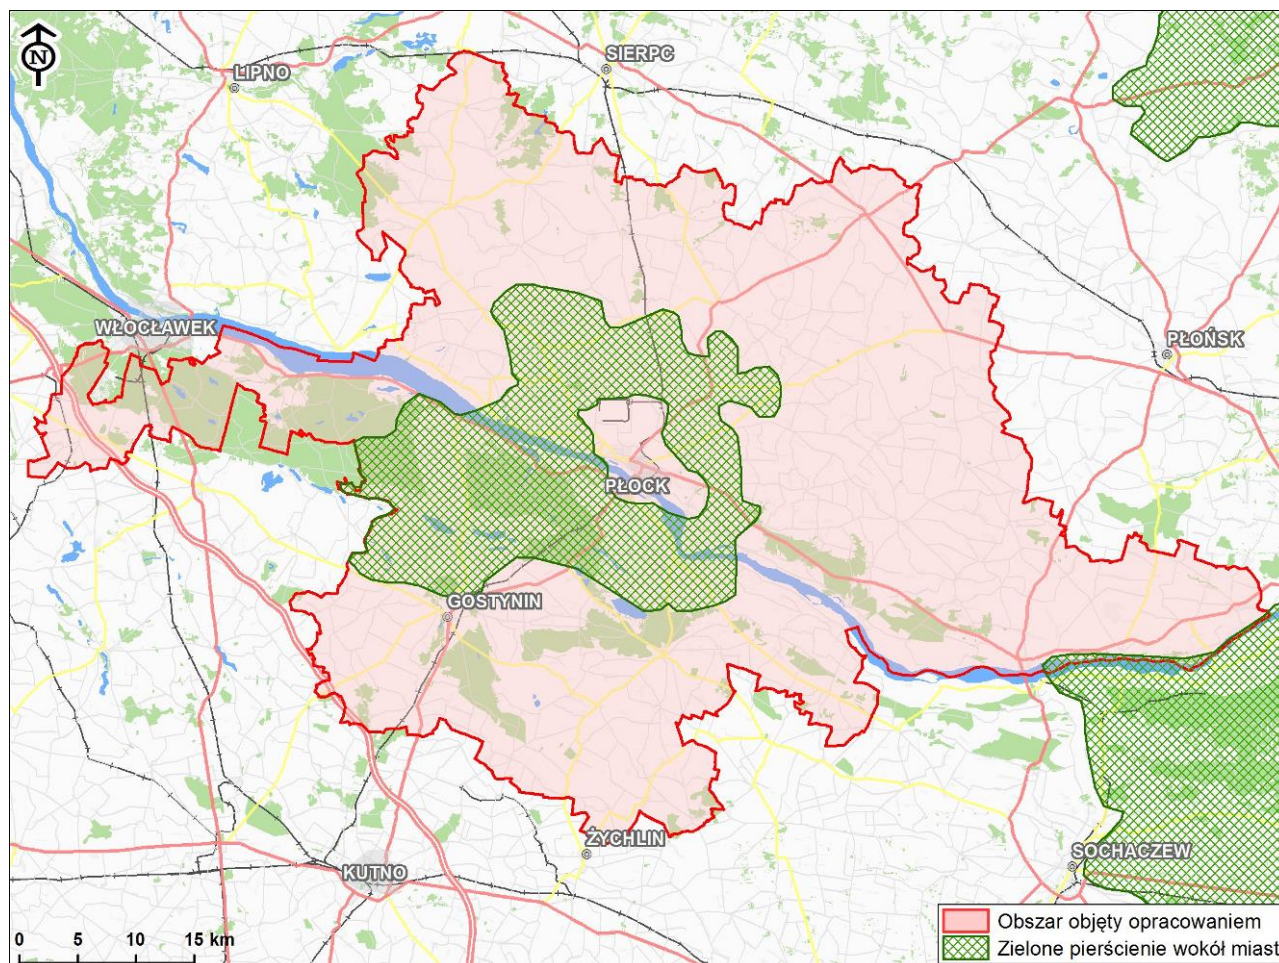 N
SIERPC
LIPNO
WŁOCŁAWEK
PŁOŃSK
PŁOCK
GOSTYNIN
ŻYCHLIN
SOCHACZEW
KUTNO
Obszar objęty opracowaniem
0 5 10 15 km
Zielone pierścienie wokół miast